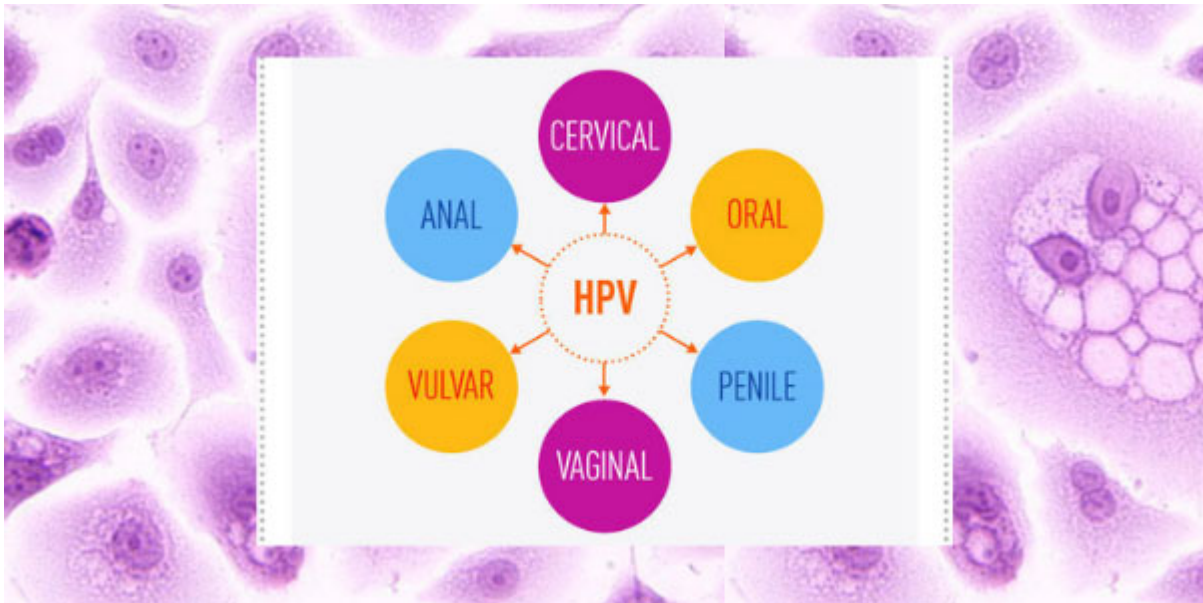 CERVICAL
ANAL
ORAL
HPV
VULVAR
PENILE
VAGINAL